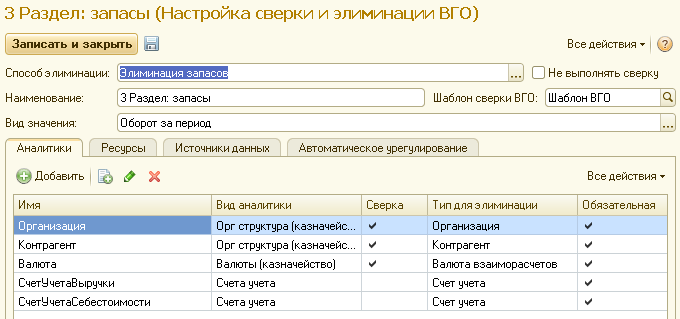 3 Раздел: запасы (Настройка сверки и элиминации ВГО)
Записать и закрыть Все действия ?
Способ элиминации: Элиминация запасов ... Не выполнять сверку
Наименование: 3 Раздел: запасы Шаблон сверки ВГО: Шаблон ВГО
Вид значения: Оборот за период ...
Аналитики Ресурсы Источники данных Автоматическое урегулирование
Добавить Все действия
Имя Вид аналитики Сверка Тип для элиминации Обязательная
Организация Орг структура (казначейс... Организация
Контрагент Орг структура (казначейс... Контрагент
Валюта Валюты (казначейство) Валюта взаиморасчетов
СчетУчетаВыручки Счета учета Счет учета
СчетУчетаСебестоимости Счета учета Счет учета